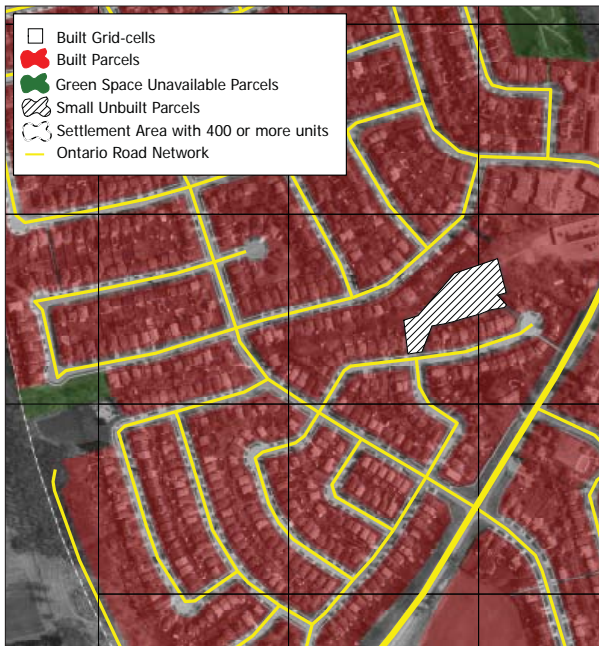 Built Grid-cells
Built Parcels
Green Space Unavailable Parcels
Small Unbuilt Parcels
Settlement Area with 400 or more units
Ontario Road Network